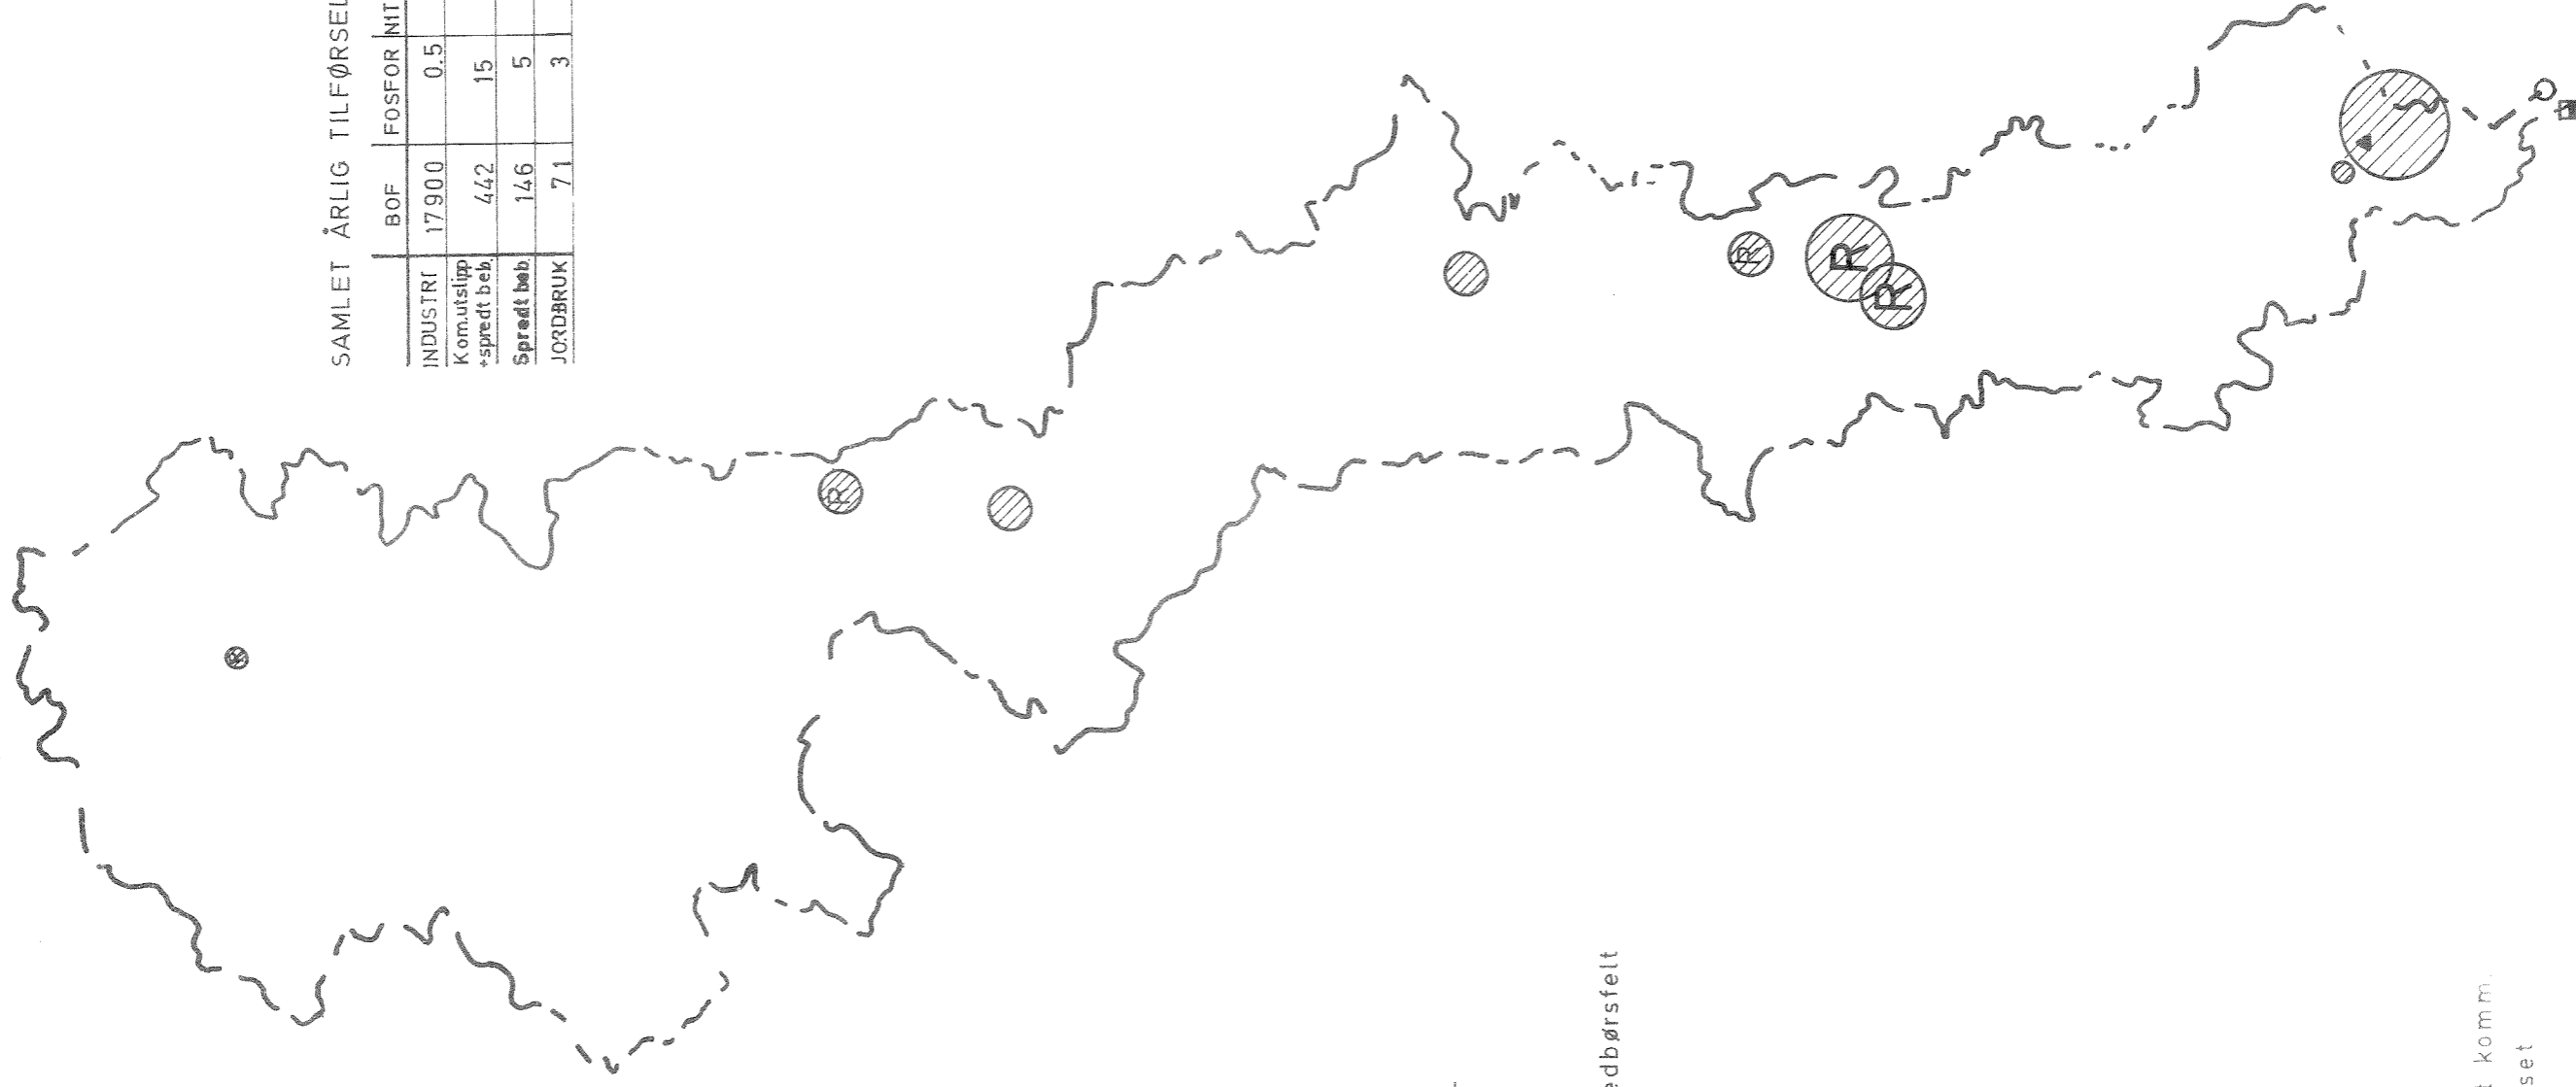 SAMLET ÅRLIG TILFØRSEL
BOF FOSFOR NIT
INDUSTRI 17900 0.5
Kom.utslipp
+spredt beb. 442 15
Spredt beb. 146 5
JORDBRUK 71 3
R
R
R
R
R
edbørsfelt
t komm.
set